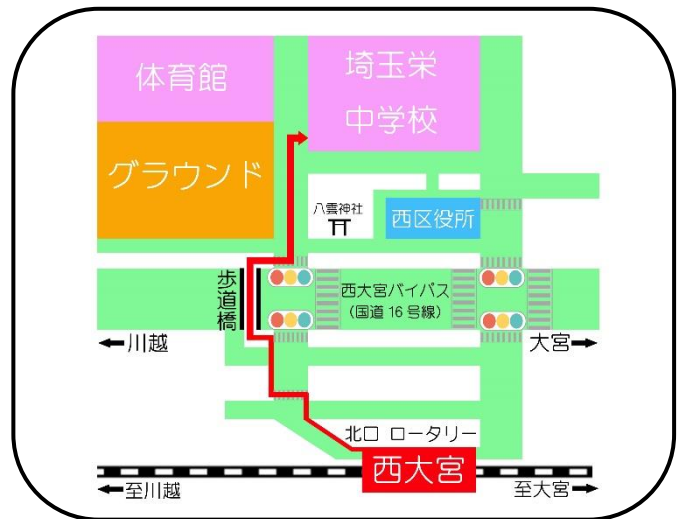 体育館
埼玉栄
中学校
グラウンド
八雲神社
西区役所
歩道橋
西大宮バイパス
（国道16号線）
川越
大宮
北口 ロータリー
西大宮
至川越
至大宮